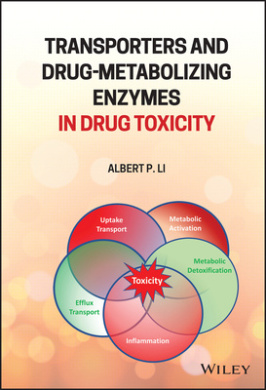 TRANSPORTERS AND
DRUG-METABOLIZING
ENZYMES
IN DRUG TOXICITY
ALBERT P. LI
Uptake
Transport
Metabolic
Activation
Metabolic
Detoxification
Toxicity
Efflux
Transport
Inflammation
WILEY